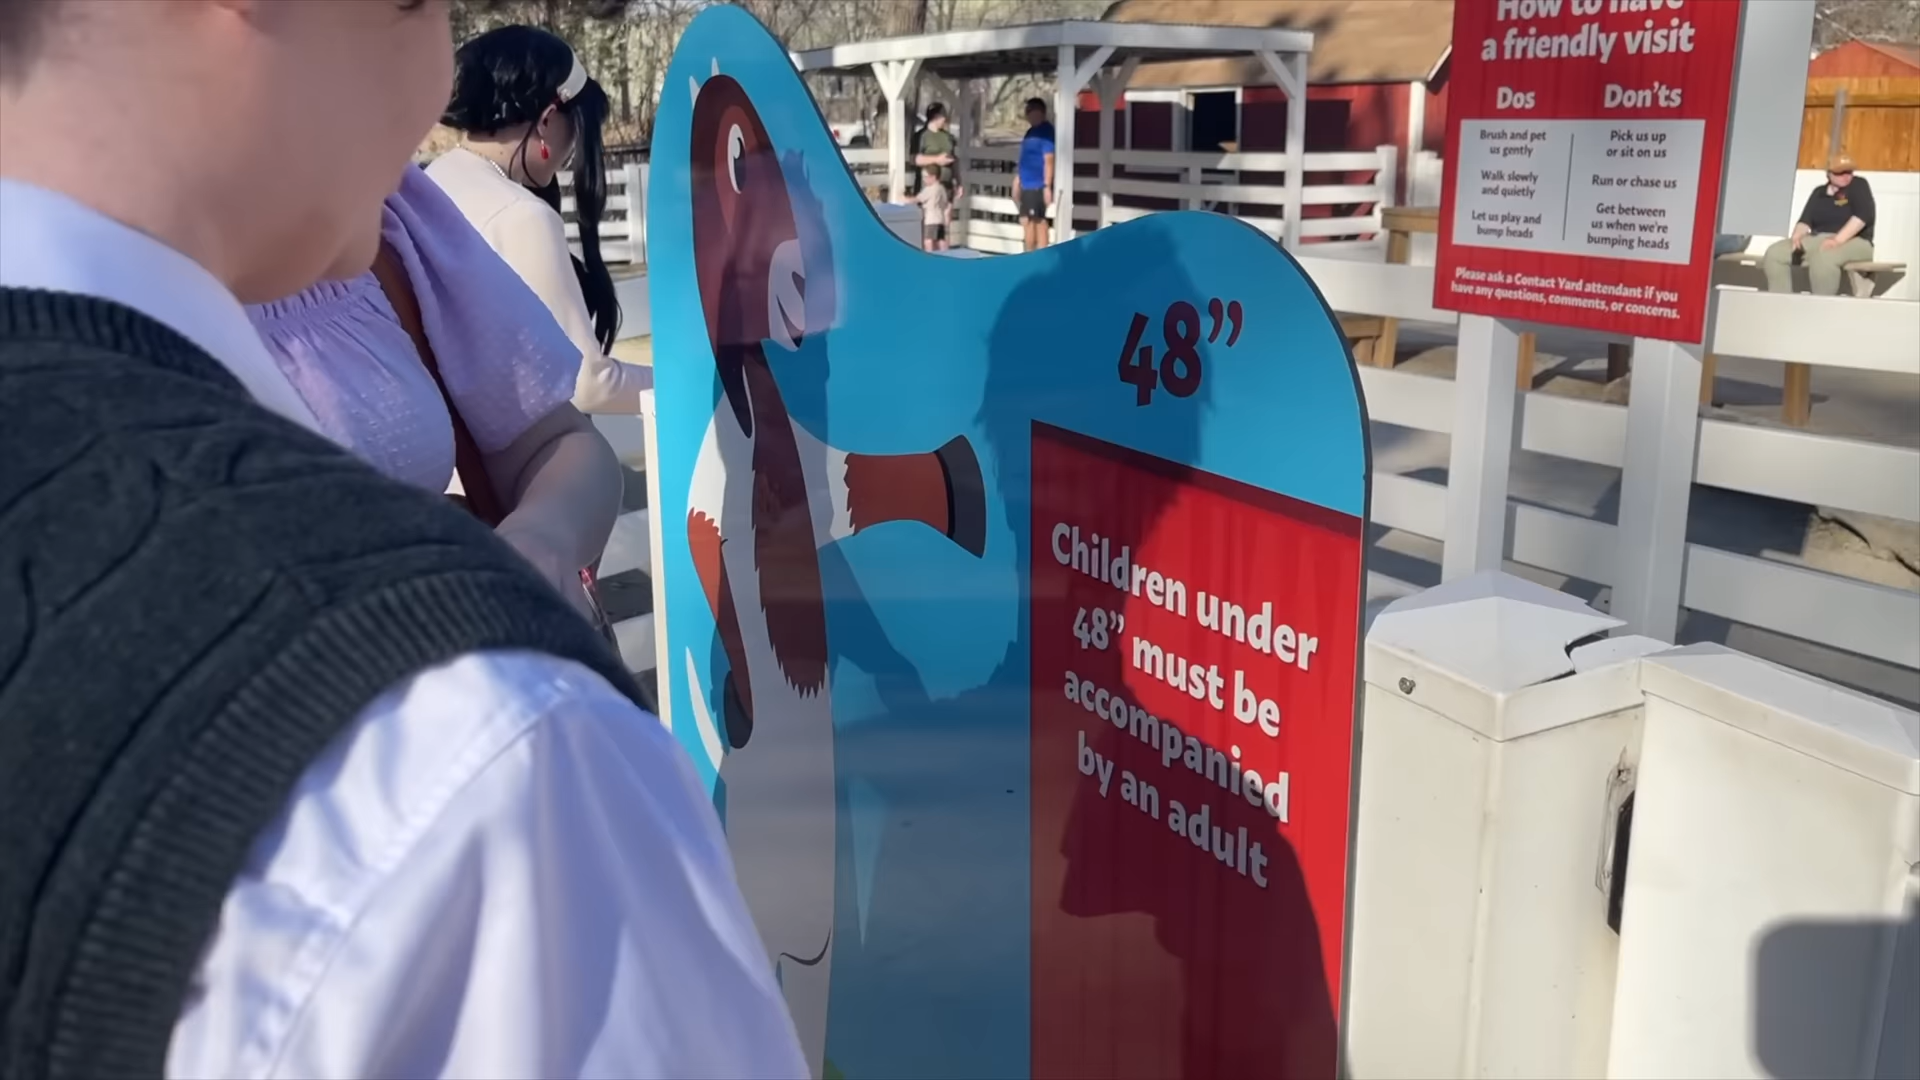 How to have
a friendly visit
Dos
Don'ts
Brush and pet
us gently
Walk slowly
and quietly
Let us play and
bump heads
Pick us up
or sit on us
Run or chase us
Get between
us when we're
bumping heads
Please ask a Contact Yard attendant if you
have any questions, comments, or concerns.
48”
Children under
48” must be
accompanied
by an adult